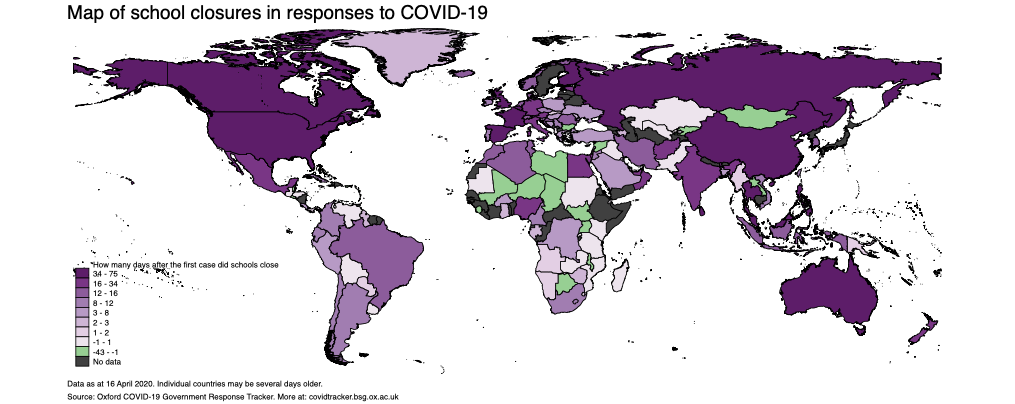 Map of school closures in responses to COVID-19
*How many days after the first case did schools close
34 - 75
16 - 34
12 - 16
8 - 12
3 - 8
2 - 3
1 - 2
-1 - 1
-43 - -1
No data
Data as at 16 April 2020. Individual countries may be several days older.
Source: Oxford COVID-19 Government Response Tracker. More at: covidtracker.bsg.ox.ac.uk